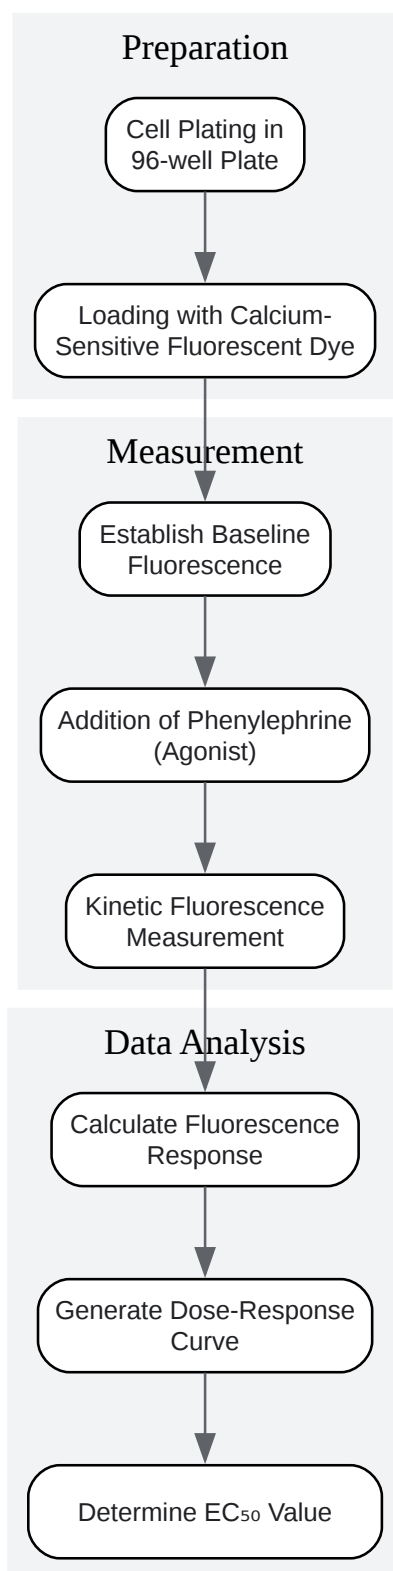 Preparation
Cell Plating in
96-well Plate
Loading with Calcium-
Sensitive Fluorescent Dye
Measurement
Establish Baseline
Fluorescence
Addition of Phenylephrine
(Agonist)
Kinetic Fluorescence
Measurement
Data Analysis
Calculate Fluorescence
Response
Generate Dose-Response
Curve
Determine EC₅₀ Value